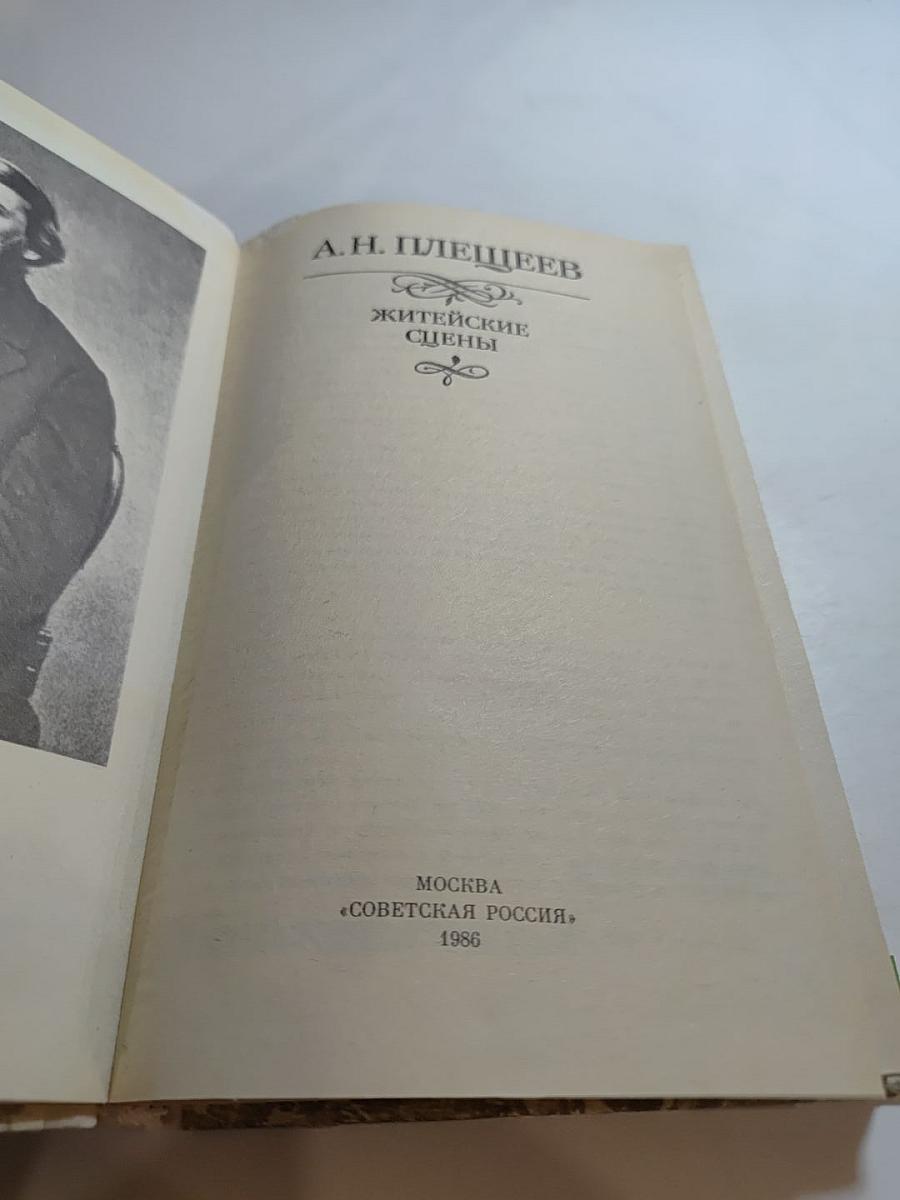 А. Н. ПЛЕЩЕЕВ
ЖИТЕЙСКИЕ
СЦЕНЫ
МОСКВА
«СОВЕТСКАЯ РОССИЯ»
1986